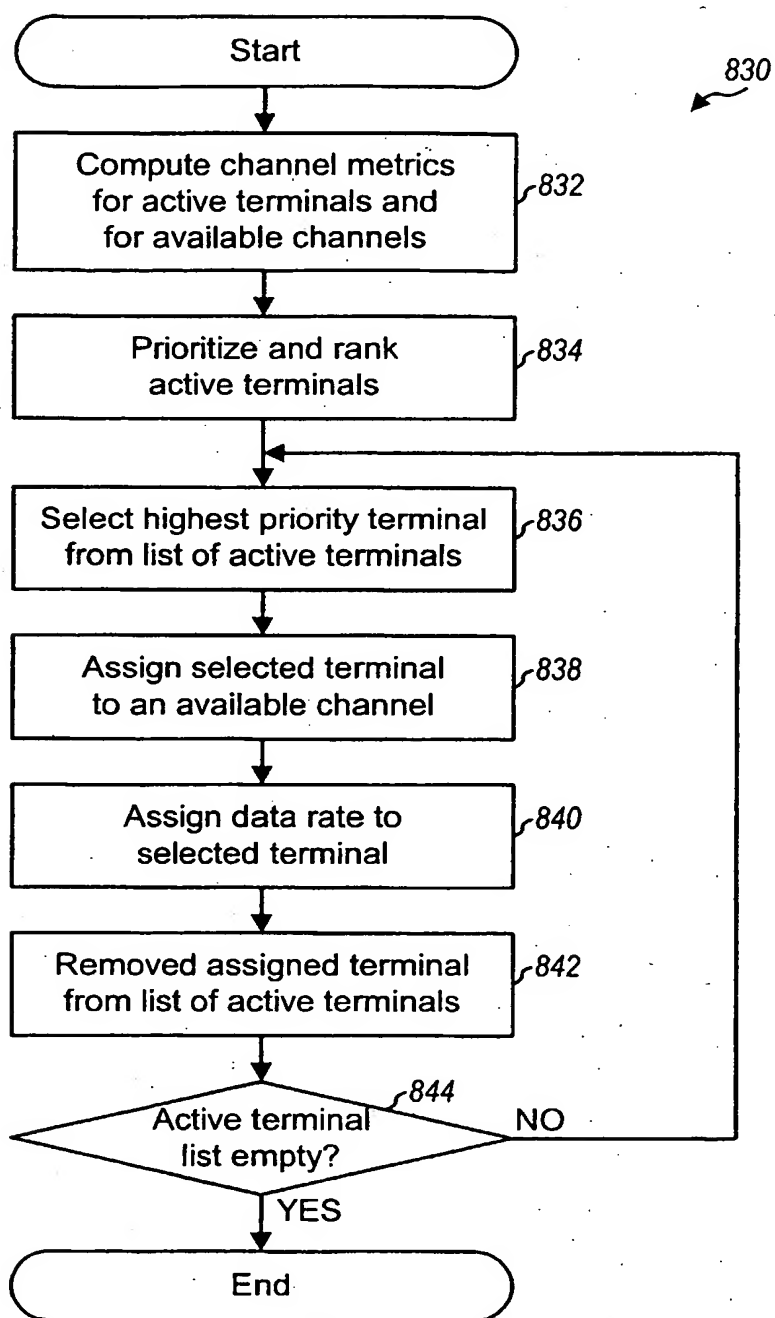 Start
830
Compute channel metrics
for active terminals and
for available channels
832
Prioritize and rank
active terminals
834
Select highest priority terminal
from list of active terminals
836
Assign selected terminal
to an available channel
838
Assign data rate to
selected terminal
840
Removed assigned terminal
from list of active terminals
842
844
Active terminal
list empty?
NO
YES
End